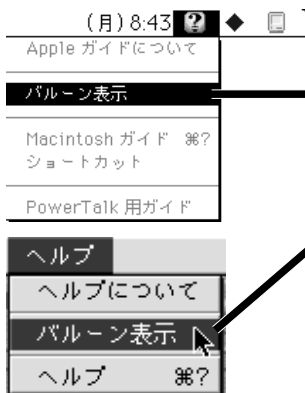 (月) 8:43
Apple ガイドについて
バルーン表示
Macintosh ガイド ⌘?
ショートカット
PowerTalk 用ガイド
ヘルプ
ヘルプについて
バルーン表示
ヘルプ ⌘?